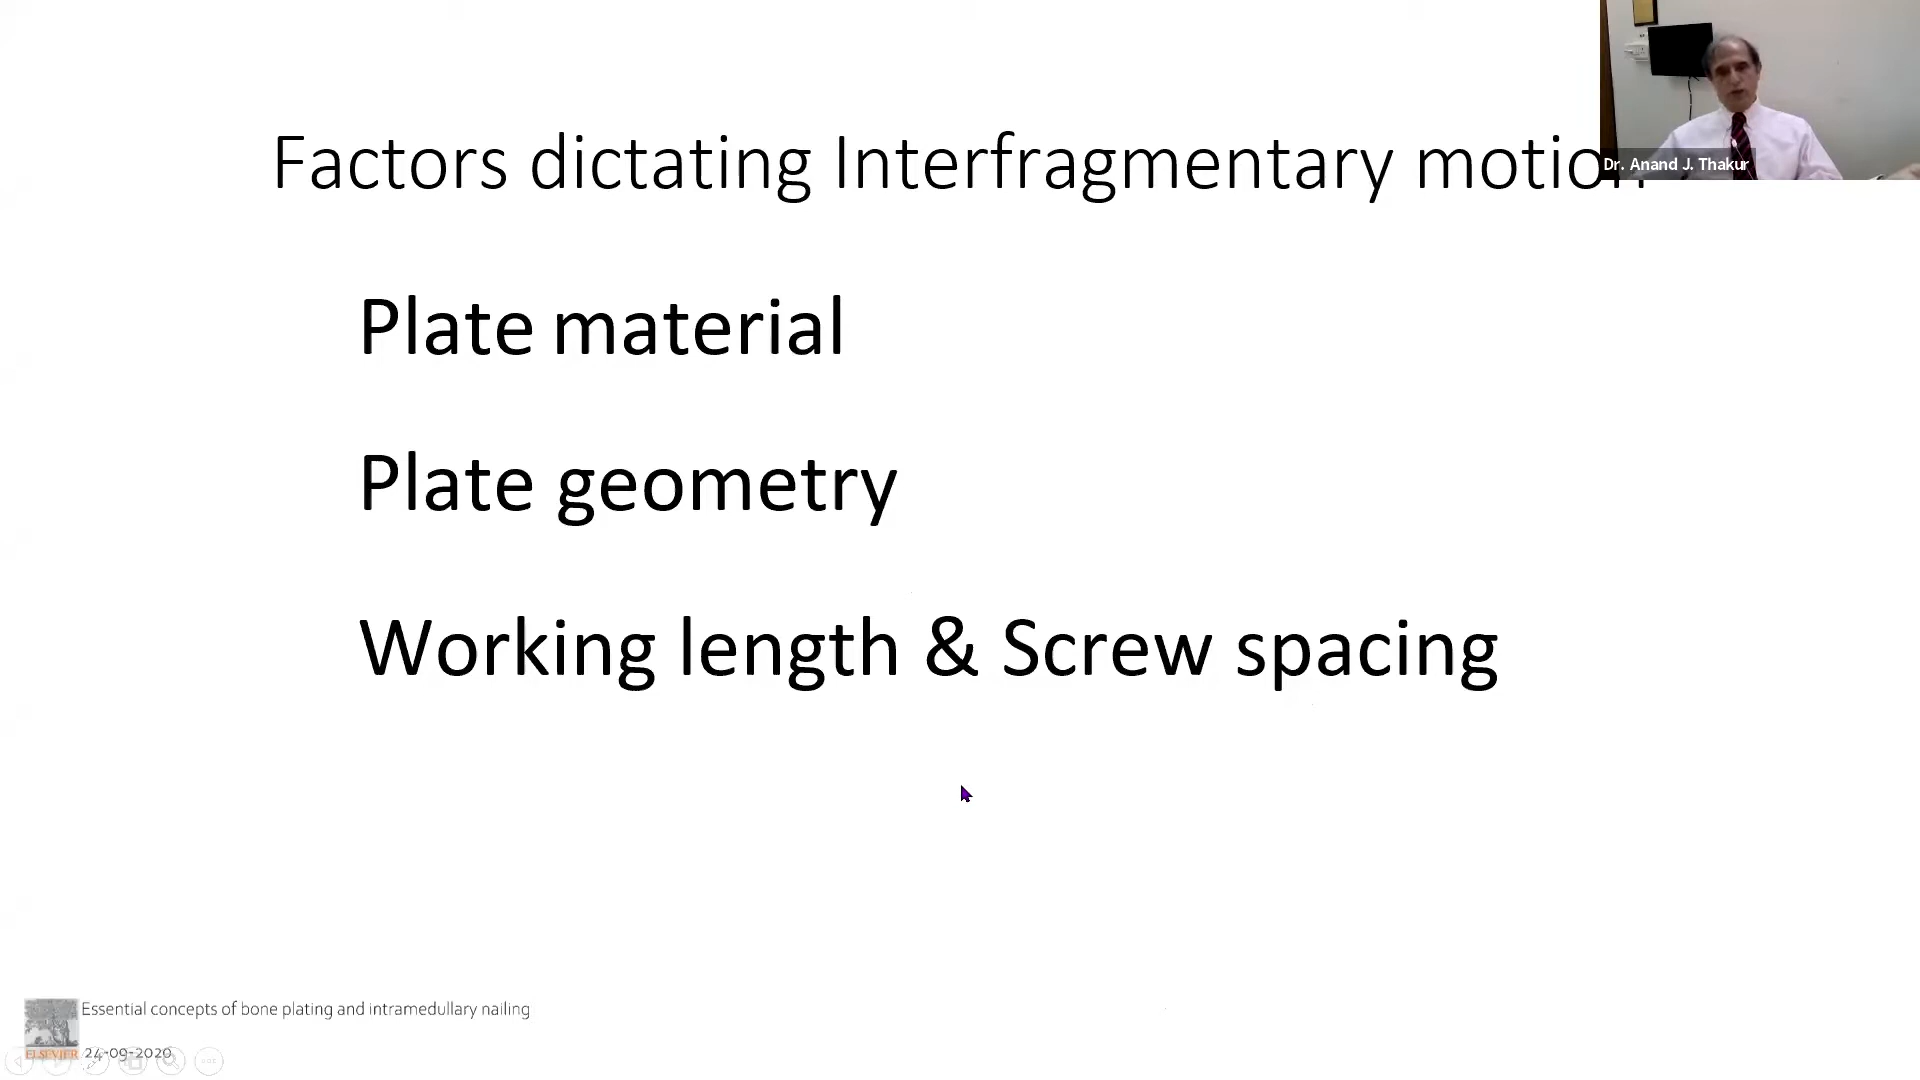 Factors dictating Interfragmentary motion
Dr. Anand J. Thakur
Plate material
Plate geometry
Working length & Screw spacing
Essential concepts of bone plating and intramedullary nailing
ELSEVIER
24-09-2020